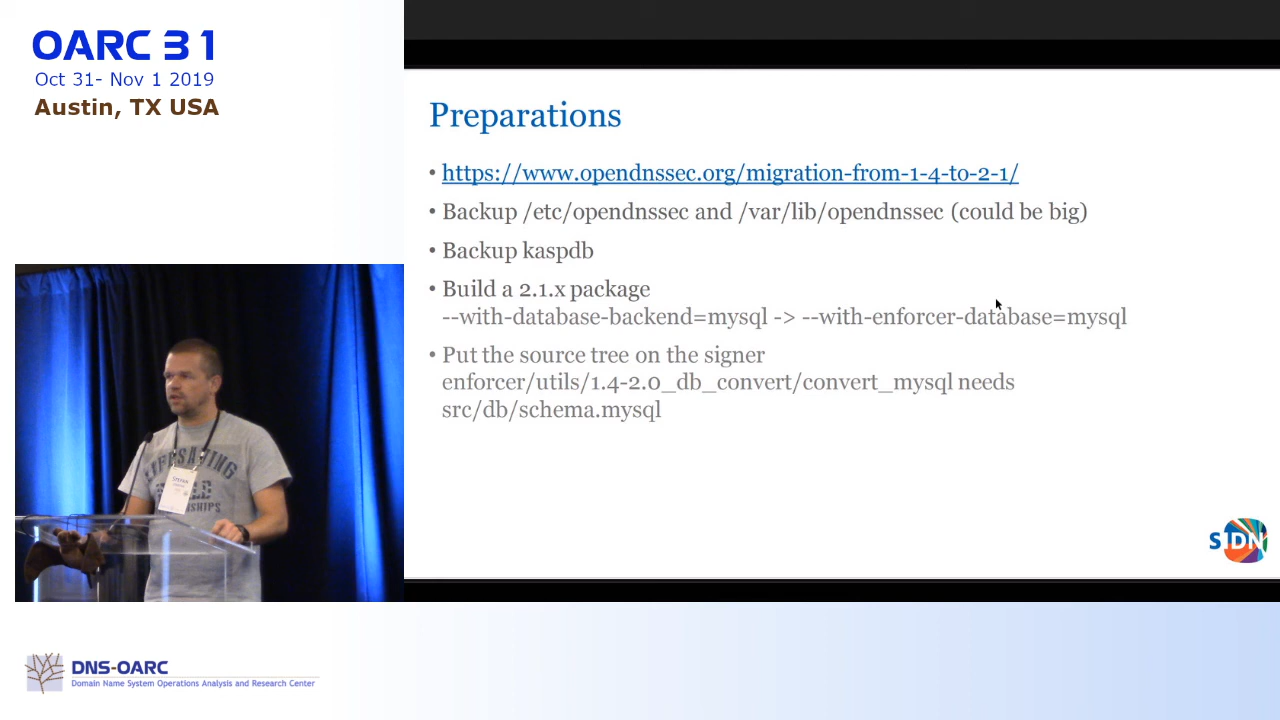 OARC 31
Oct 31- Nov 1 2019
Austin, TX USA
Preparations
• https://www.opendnssec.org/migration-from-1-4-to-2-1/
• Backup /etc/opendnssec and /var/lib/opendnssec (could be big)
• Backup kaspdb
• Build a 2.1.x package
--with-database-backend=mysql -> --with-enforcer-database=mysql
• Put the source tree on the signer
enforcer/utils/1.4-2.0_db_convert/convert_mysql needs
src/db/schema.mysql
SIDN
LIFESAVING
Stefan
DNS-OARC
Domain Name System Operations Analysis and Research Center